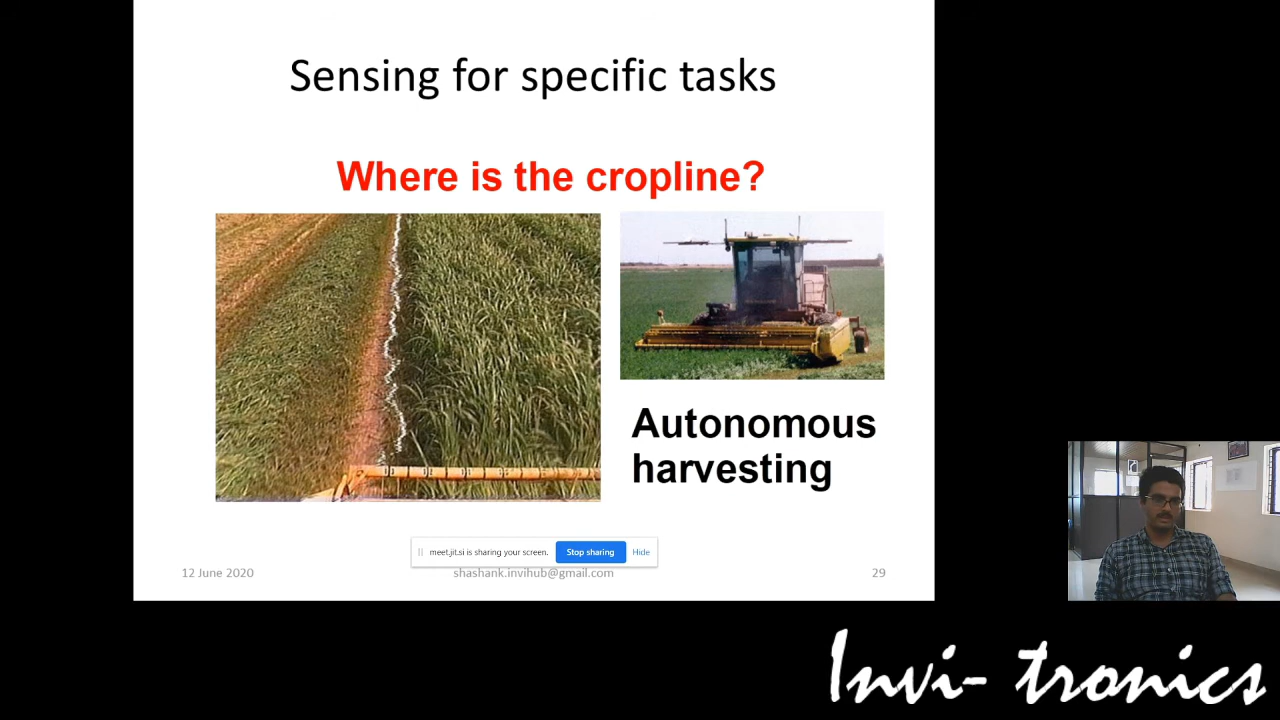 Sensing for specific tasks
Where is the cropline?
Autonomous
harvesting
meet.jit.si is sharing your screen. Stop sharing Hide
12 June 2020 shashank.invihub@gmail.com 29
Invi- tronics